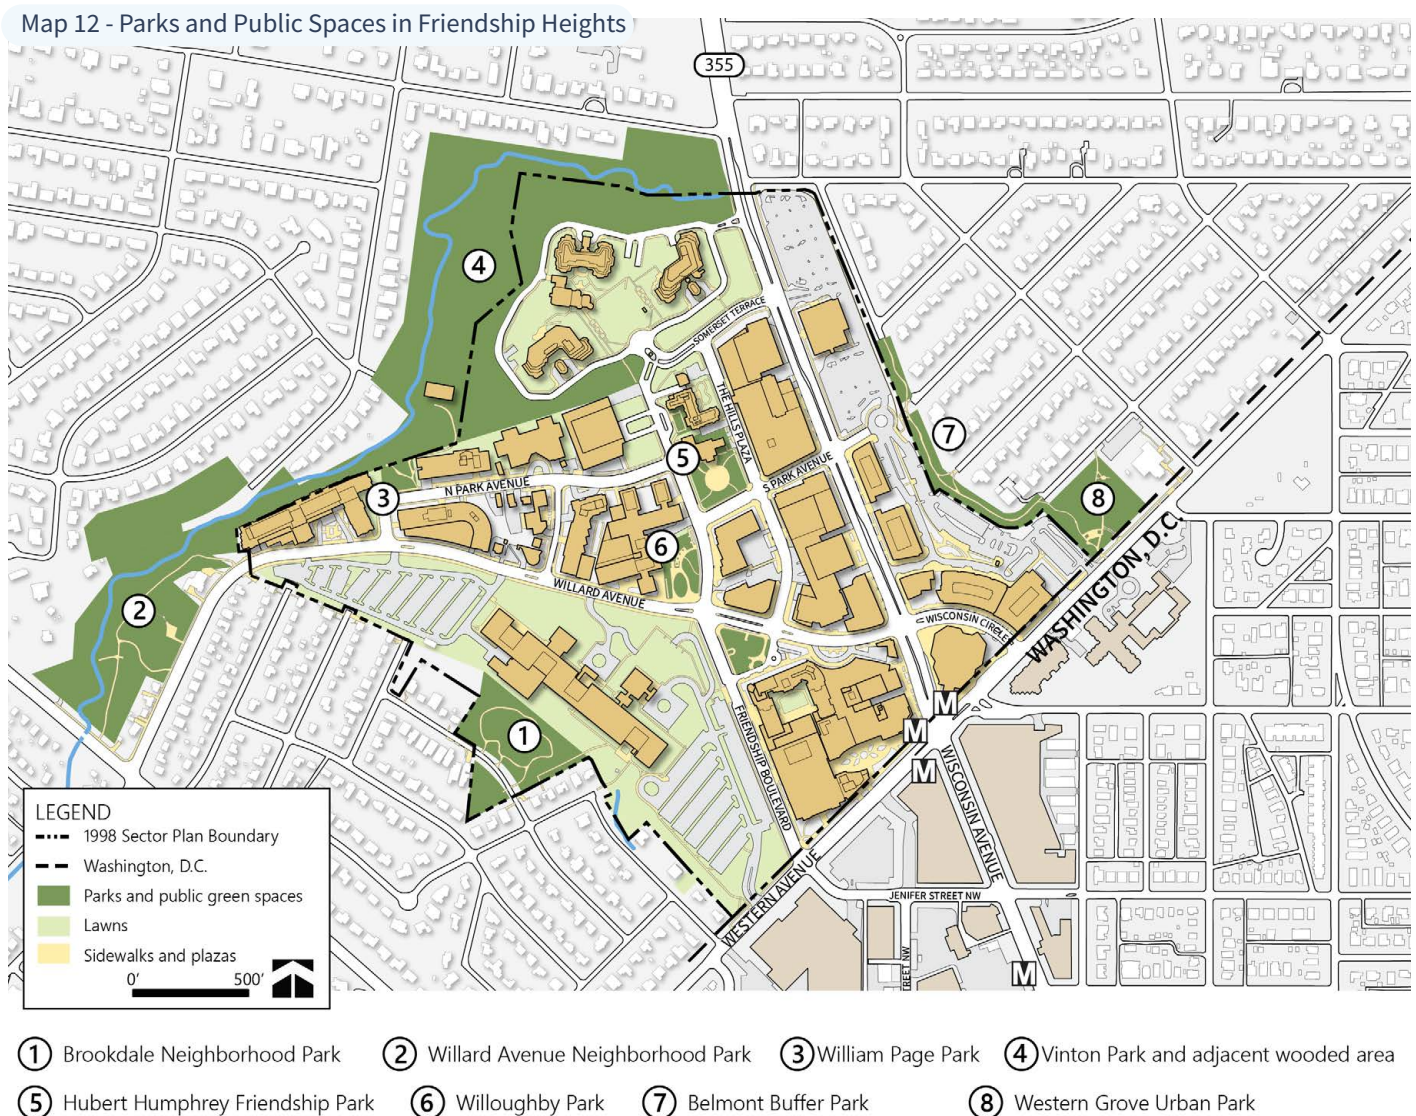 Map 12 - Parks and Public Spaces in Friendship Heights
355
4
SOMERSET TERRACE
THE HILLS PLAZA
7
5
S PARK AVENUE
N PARK AVENUE
3
8
6
WASHINGTON, D.C.
WILLARD AVENUE
2
WISCONSIN CIRCLE
M
M
M
1
FRIENDSHIP BOULEVARD
WISCONSIN AVENUE
WESTERN AVENUE
JENIFER STREET NW
TREET NW
M
LEGEND
1998 Sector Plan Boundary
Washington, D.C.
Parks and public green spaces
Lawns
Sidewalks and plazas
0' 500'
1 Brookdale Neighborhood Park 2 Willard Avenue Neighborhood Park 3 William Page Park 4 Vinton Park and adjacent wooded area
5 Hubert Humphrey Friendship Park 6 Willoughby Park 7 Belmont Buffer Park 8 Western Grove Urban Park